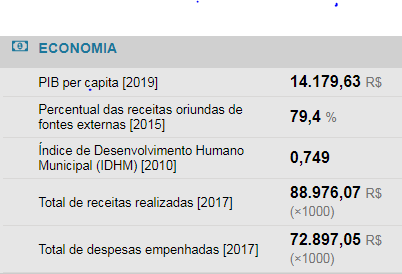 ECONOMIA
PIB per capita [2019] 14.179,63 R$
Percentual das receitas oriundas de
fontes externas [2015] 79,4 %
Índice de Desenvolvimento Humano
Municipal (IDHM) [2010] 0,749
Total de receitas realizadas [2017] 88.976,07 R$
(×1000)
Total de despesas empenhadas [2017] 72.897,05 R$
(×1000)